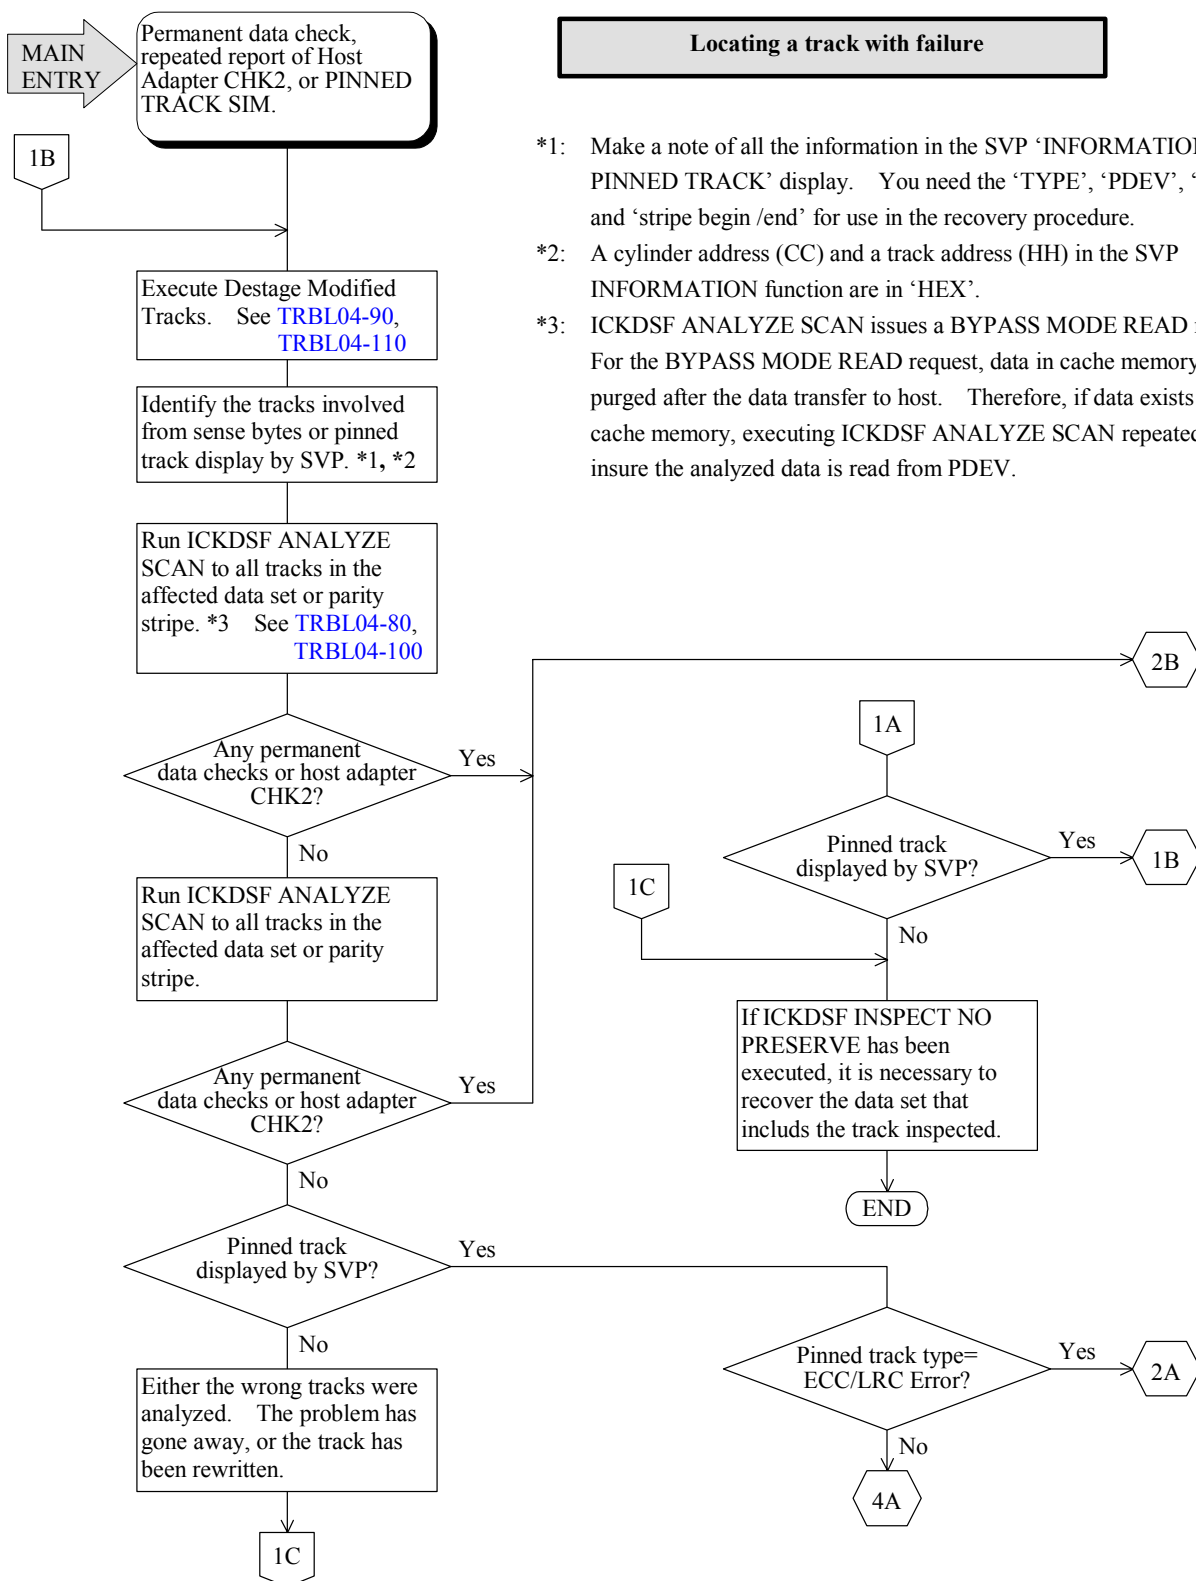 MAIN
ENTRY
Permanent data check,
repeated report of Host
Adapter CHK2, or PINNED
TRACK SIM.
Locating a track with failure
*1: Make a note of all the information in the SVP ‘INFORMATION
PINNED TRACK’ display. You need the ‘TYPE’, ‘PDEV’, ‘
and ‘stripe begin /end’ for use in the recovery procedure.
*2: A cylinder address (CC) and a track address (HH) in the SVP
INFORMATION function are in ‘HEX’.
*3: ICKDSF ANALYZE SCAN issues a BYPASS MODE READ
For the BYPASS MODE READ request, data in cache memory
purged after the data transfer to host. Therefore, if data exists
cache memory, executing ICKDSF ANALYZE SCAN
insure the analyzed data is read from PDEV.
1B
Execute Destage Modified
Tracks. See TRBL04-90,
TRBL04-110
Identify the tracks involved
from sense bytes or pinned
track display by SVP. *1, *2
Run ICKDSF ANALYZE
SCAN to all tracks in the
affected data set or parity
stripe. *3 See TRBL04-80,
TRBL04-100
Any permanent
data checks or host adapter
CHK2?
Yes
2B
No
Run ICKDSF ANALYZE
SCAN to all tracks in the
affected data set or parity
stripe.
Any permanent
data checks or host adapter
CHK2?
Yes
No
Pinned track
displayed by SVP?
Yes
No
Either the wrong tracks were
analyzed. The problem has
gone away, or the track has
been rewritten.
1C
1A
Pinned track
displayed by SVP?
Yes
1B
1C
No
If ICKDSF INSPECT NO
PRESERVE has been
executed, it is necessary to
recover the data set that
includs the track inspected.
END
Pinned track type=
ECC/LRC Error?
Yes
2A
No
4A